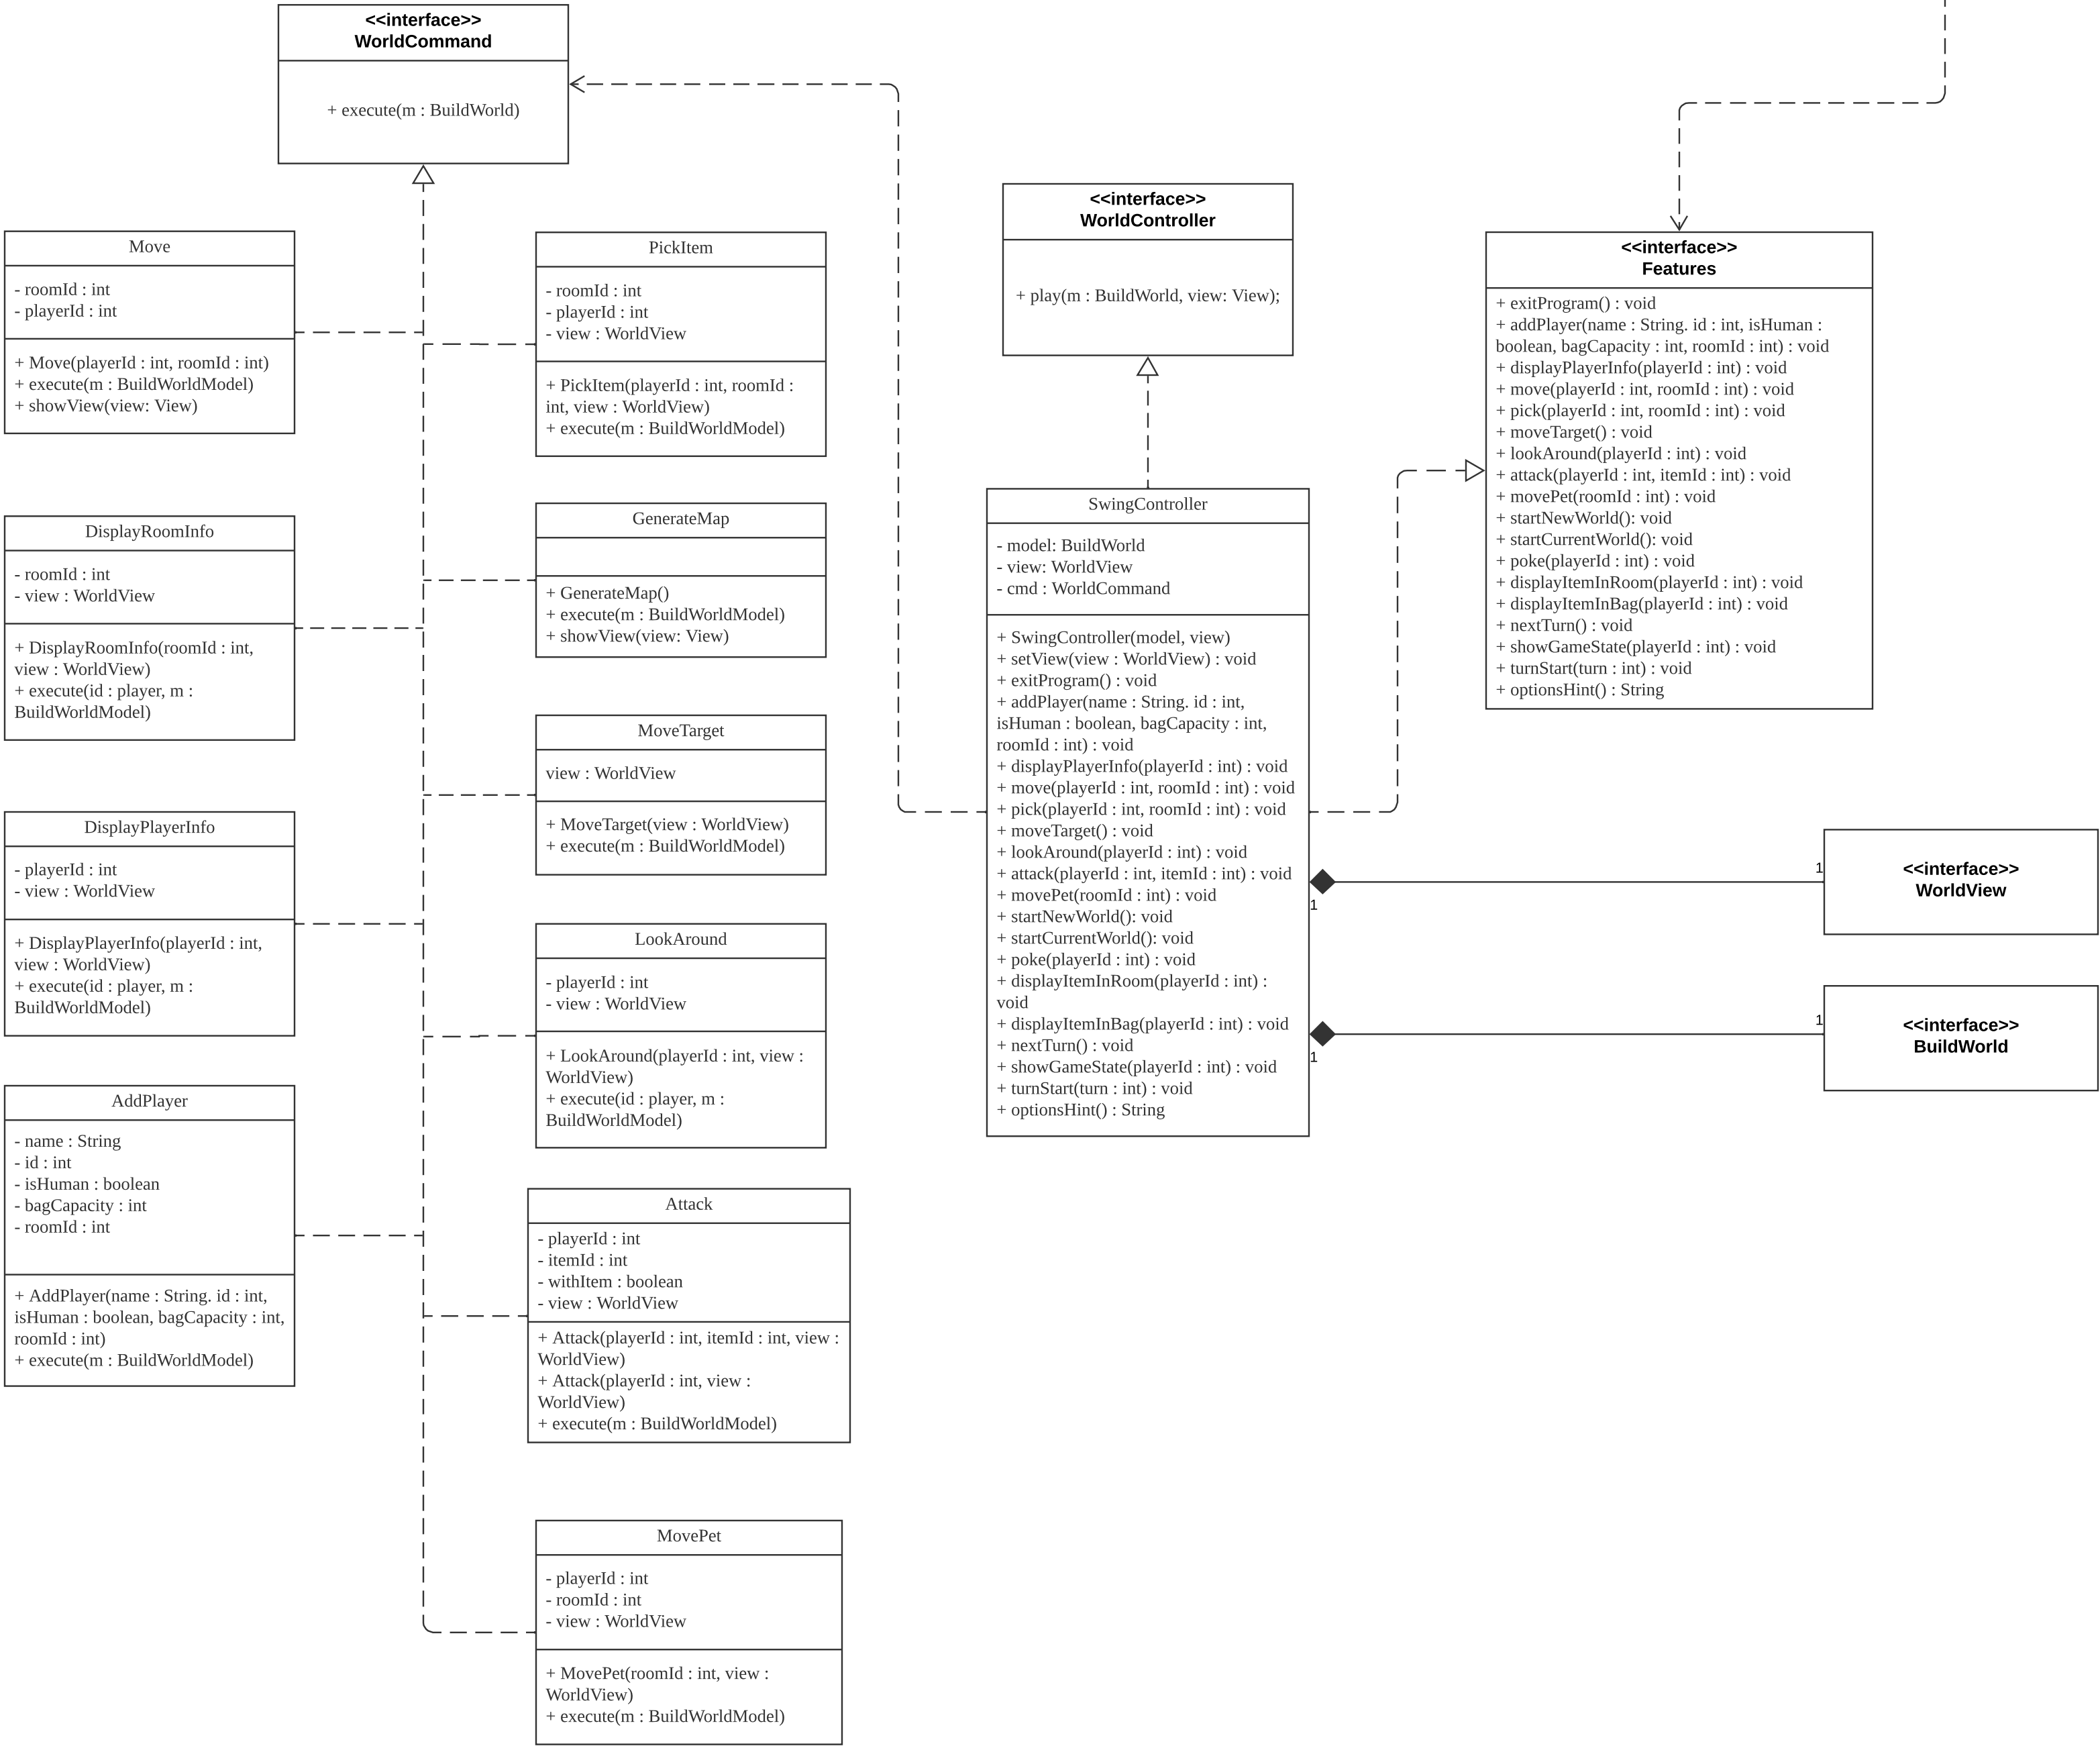 <<interface>>
WorldCommand
+ execute(m : BuildWorld)
Move
- roomId : int
- playerId : int
+ Move(playerId : int, roomId : int)
+ execute(m : BuildWorldModel)
+ showView(view: View)
DisplayRoomInfo
- roomId : int
- view : WorldView
+ DisplayRoomInfo(roomId : int,
view : WorldView)
+ execute(id : player, m :
BuildWorldModel)
DisplayPlayerInfo
- playerId : int
- view : WorldView
+ DisplayPlayerInfo(playerId : int,
view : WorldView)
+ execute(id : player, m :
BuildWorldModel)
AddPlayer
- name : String
- id : int
- isHuman : boolean
- bagCapacity : int
- roomId : int
+ AddPlayer(name : String. id : int,
isHuman : boolean, bagCapacity : int,
roomId : int)
+ execute(m : BuildWorldModel)
PickItem
- roomId : int
- playerId : int
- view : WorldView
+ PickItem(playerId : int, roomId :
int, view : WorldView)
+ execute(m : BuildWorldModel)
GenerateMap
+ GenerateMap()
+ execute(m : BuildWorldModel)
+ showView(view: View)
MoveTarget
view : WorldView
+ MoveTarget(view : WorldView)
+ execute(m : BuildWorldModel)
LookAround
- playerId : int
- view : WorldView
+ LookAround(playerId : int, view :
WorldView)
+ execute(id : player, m :
BuildWorldModel)
Attack
- playerId : int
- itemId : int
- withItem : boolean
- view : WorldView
+ Attack(playerId : int, itemId : int, view :
WorldView)
+ Attack(playerId : int, view :
WorldView)
+ execute(m : BuildWorldModel)
MovePet
- playerId : int
- roomId : int
- view : WorldView
+ MovePet(roomId : int, view :
WorldView)
+ execute(m : BuildWorldModel)
<<interface>>
WorldController
+ play(m : BuildWorld, view: View);
SwingController
- model: BuildWorld
- view: WorldView
- cmd : WorldCommand
+ SwingController(model, view)
+ setView(view : WorldView) : void
+ exitProgram() : void
+ addPlayer(name : String. id : int,
isHuman : boolean, bagCapacity : int,
roomId : int) : void
+ displayPlayerInfo(playerId : int) : void
+ move(playerId : int, roomId : int) : void
+ pick(playerId : int, roomId : int) : void
+ moveTarget() : void
+ lookAround(playerId : int) : void
+ attack(playerId : int, itemId : int) : void
+ movePet(roomId : int) : void
+ startNewWorld(): void
+ startCurrentWorld(): void
+ poke(playerId : int) : void
+ displayItemInRoom(playerId : int) :
void
+ displayItemInBag(playerId : int) : void
+ nextTurn() : void
+ showGameState(playerId : int) : void
+ turnStart(turn : int) : void
+ optionsHint() : String
<<interface>>
Features
+ exitProgram() : void
+ addPlayer(name : String. id : int, isHuman :
boolean, bagCapacity : int, roomId : int) : void
+ displayPlayerInfo(playerId : int) : void
+ move(playerId : int, roomId : int) : void
+ pick(playerId : int, roomId : int) : void
+ moveTarget() : void
+ lookAround(playerId : int) : void
+ attack(playerId : int, itemId : int) : void
+ movePet(roomId : int) : void
+ startNewWorld(): void
+ startCurrentWorld(): void
+ poke(playerId : int) : void
+ displayItemInRoom(playerId : int) : void
+ displayItemInBag(playerId : int) : void
+ nextTurn() : void
+ showGameState(playerId : int) : void
+ turnStart(turn : int) : void
+ optionsHint() : String
1
1
<<interface>>
WorldView
1
1
<<interface>>
BuildWorld